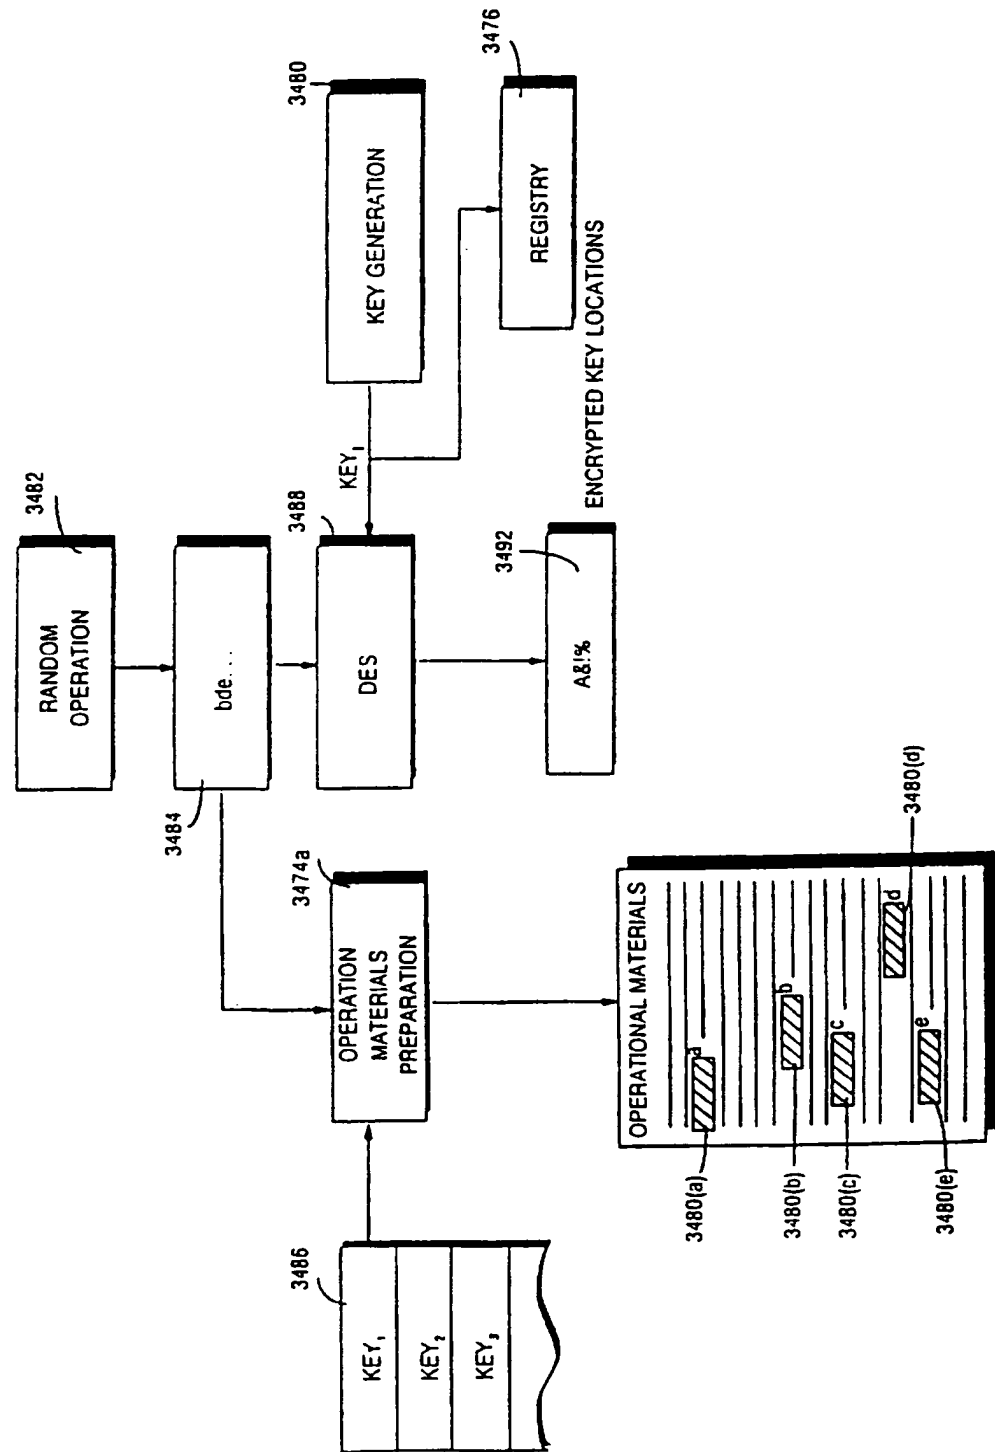 3482
RANDOM
OPERATION
3484
bde...
3488
DES
KEY₁
3480
KEY GENERATION
3476
REGISTRY
3492
A&!%
ENCRYPTED KEY LOCATIONS
3486
KEY₁
KEY₂
KEY₃
3474a
OPERATION
MATERIALS
PREPARATION
OPERATIONAL MATERIALS
a
b
c
d
e
3480(a)
3480(b)
3480(c)
3480(d)
3480(e)